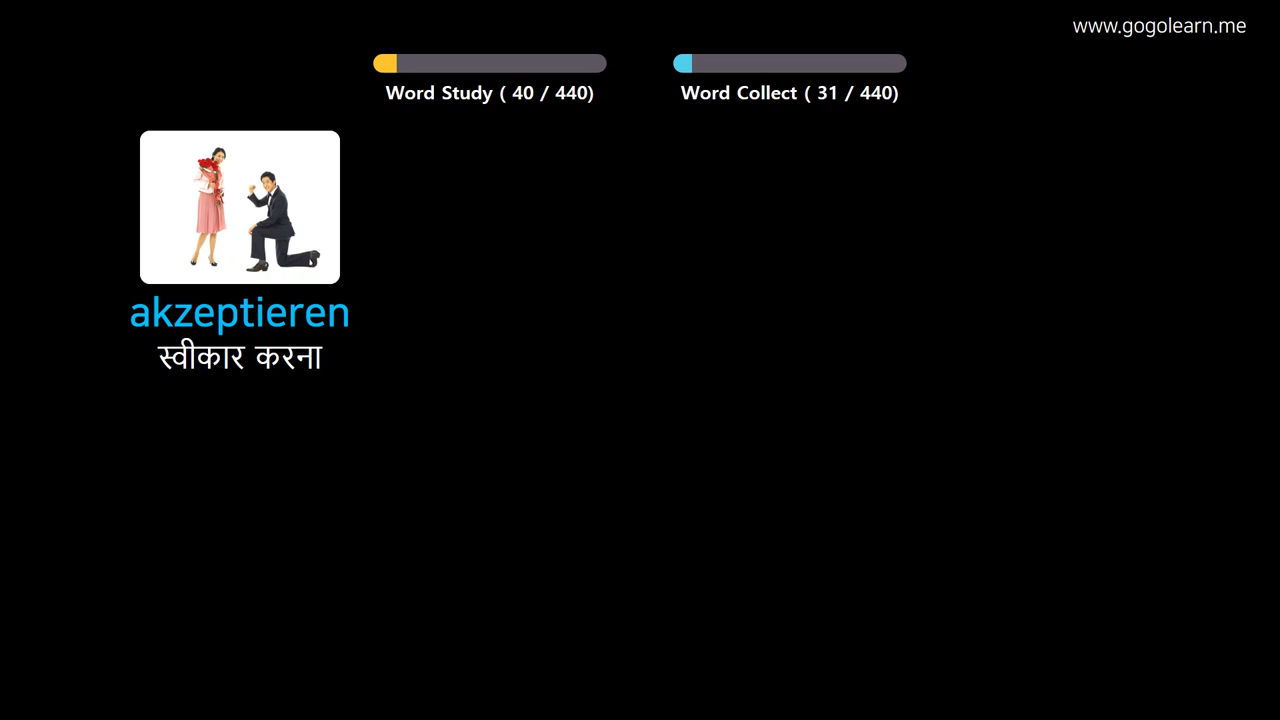 www.gogolearn.me
Word Study ( 40 / 440)
Word Collect ( 31 / 440)
akzeptieren
स्वीकार करना